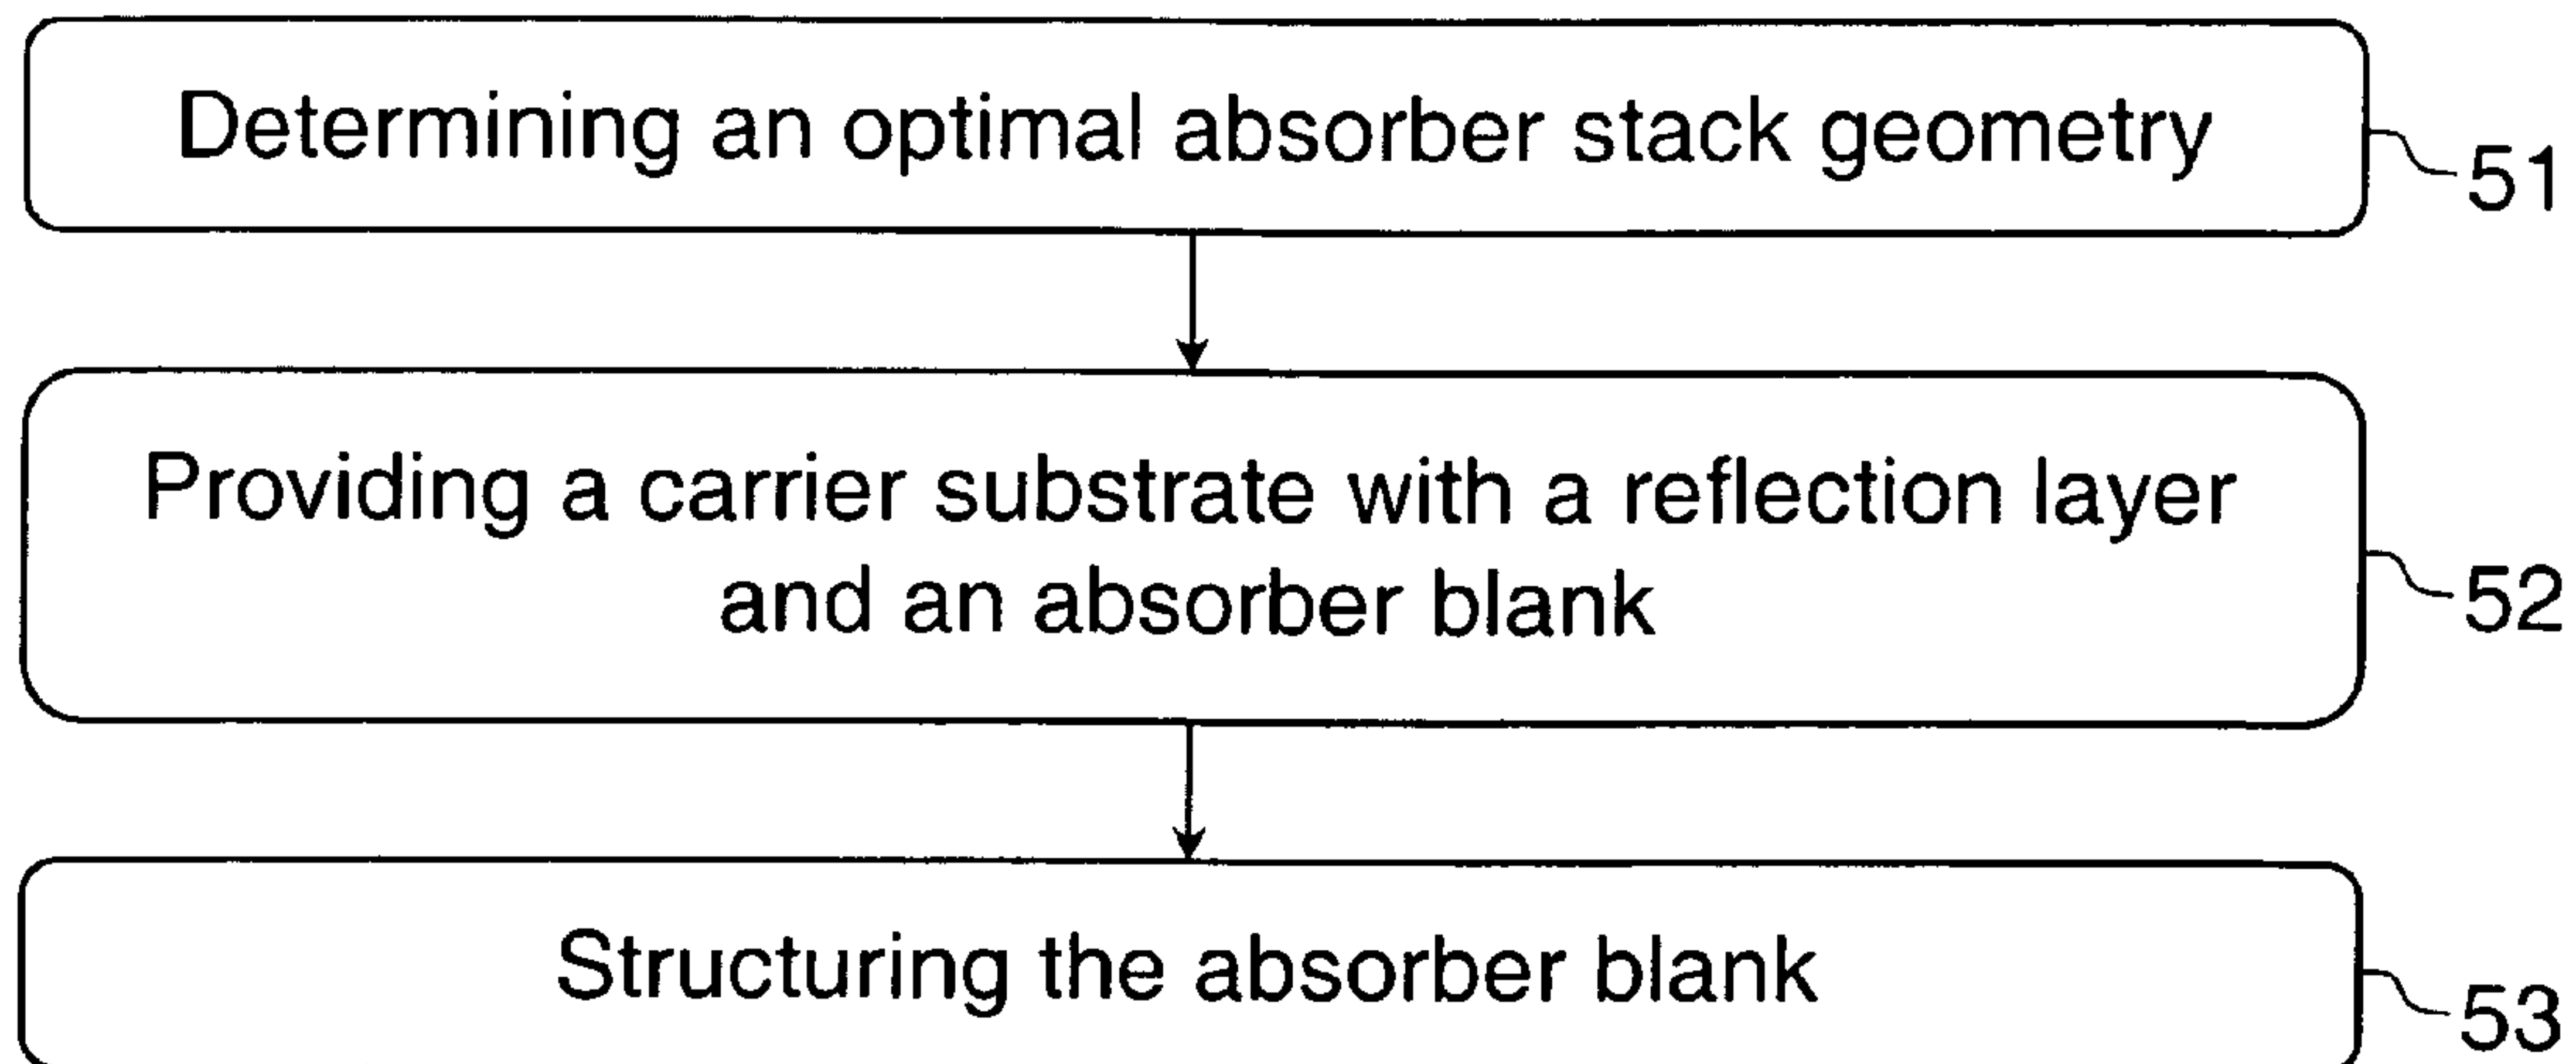 Determining an optimal absorber stack geometry
51
Providing a carrier substrate with a reflection layer
and an absorber blank
52
Structuring the absorber blank
53